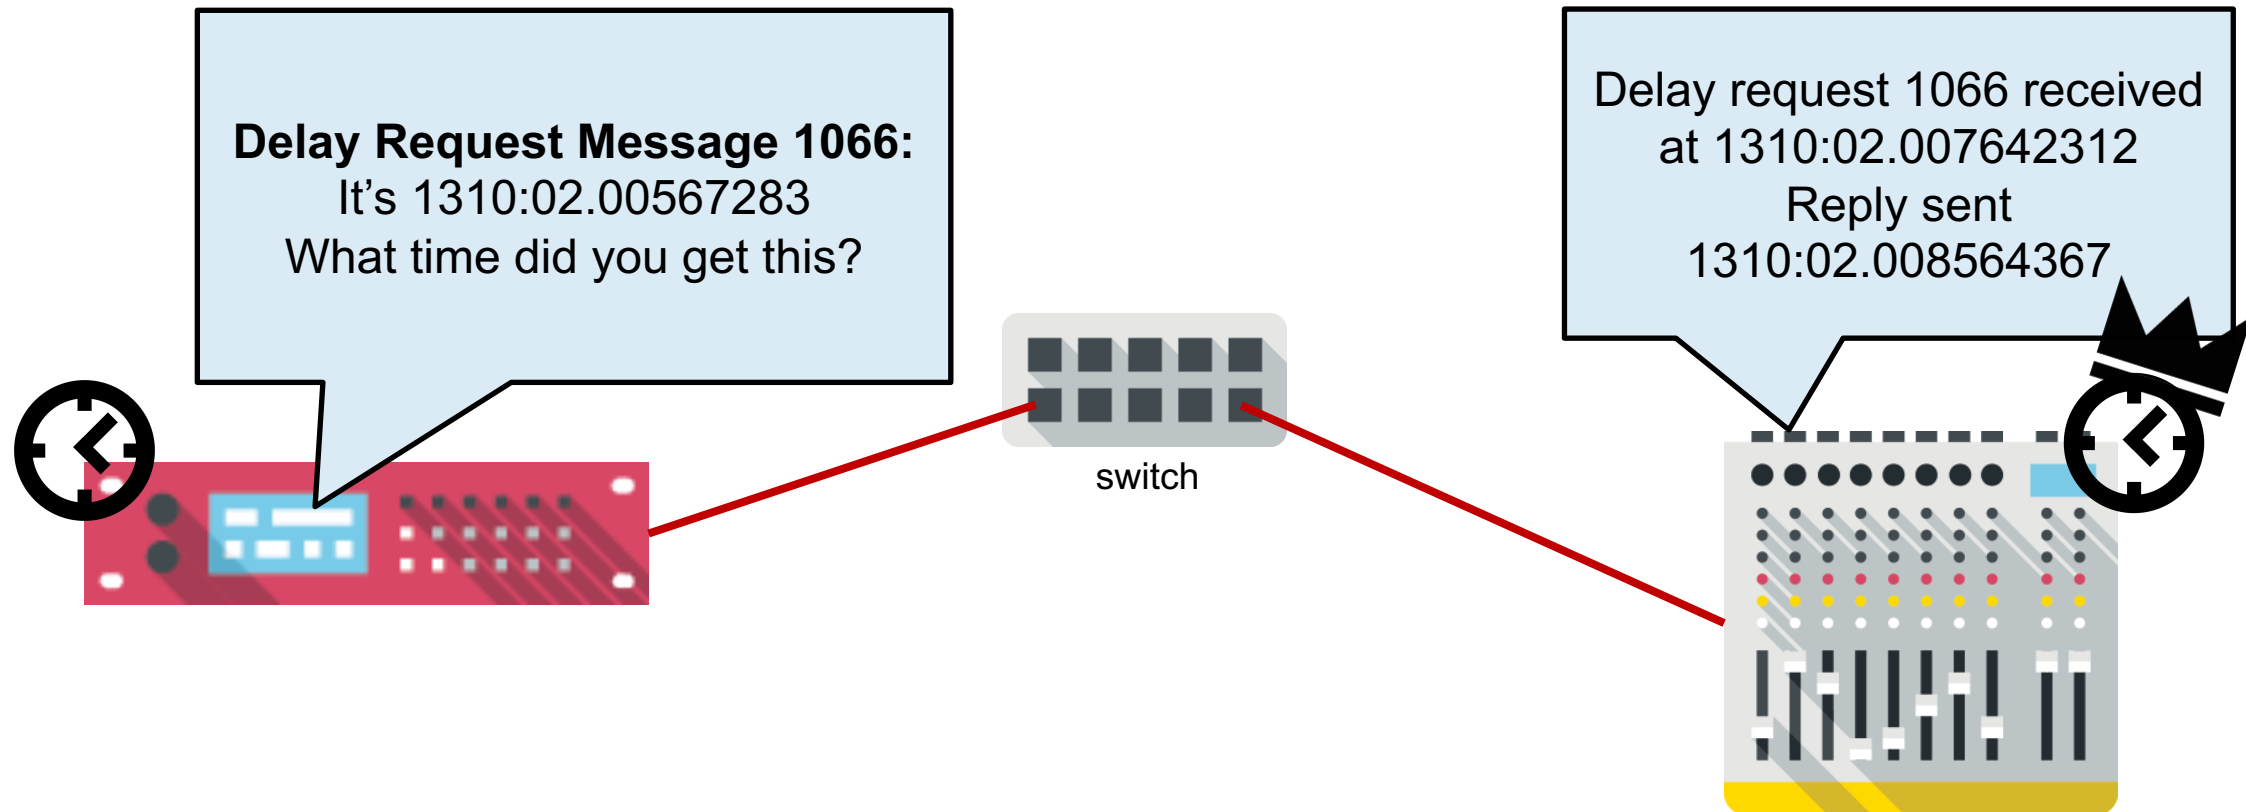 Delay Request Message 1066:
It’s 1310:02.00567283
What time did you get this?
Delay request 1066 received
at 1310:02.007642312
Reply sent
1310:02.008564367
switch